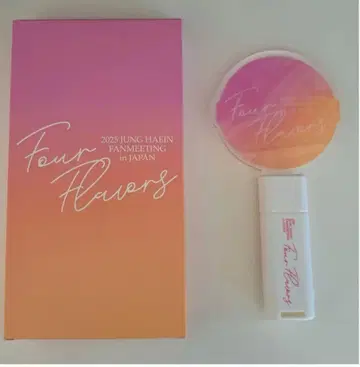 2025 JUNG HAEIN
FANMEETING
in JAPAN
Four
Flavors
Four
Flavors
Four Flavors